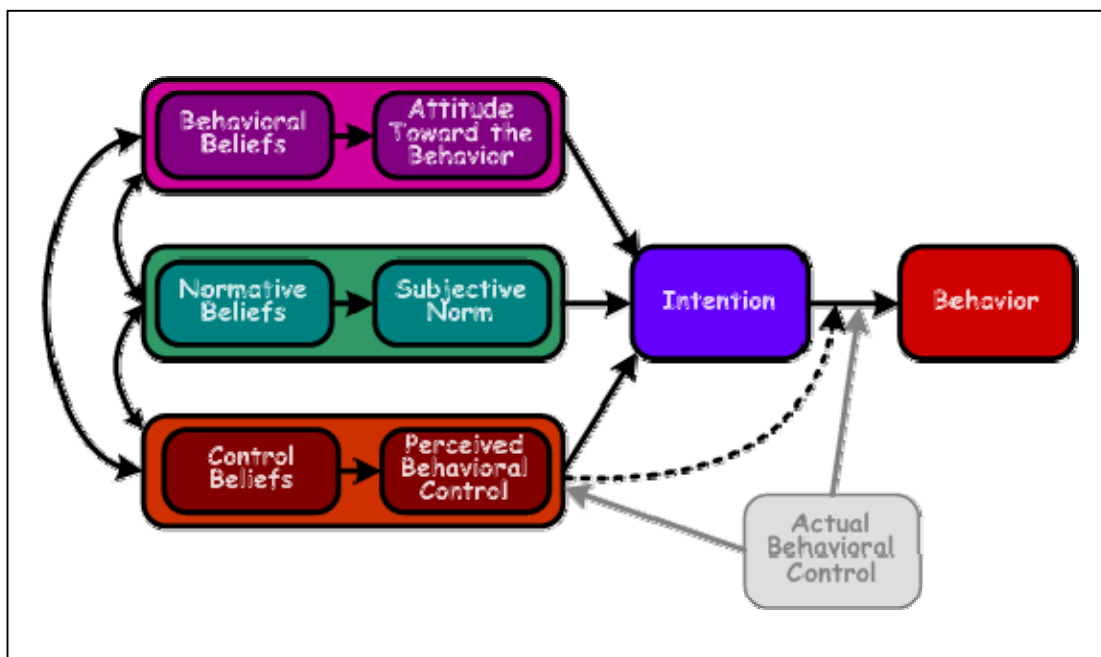 Behavioral
Beliefs
Attitude
Toward the
Behavior
Normative
Beliefs
Subjective
Norm
Intention
Behavior
Control
Beliefs
Perceived
Behavioral
Control
Actual
Behavioral
Control